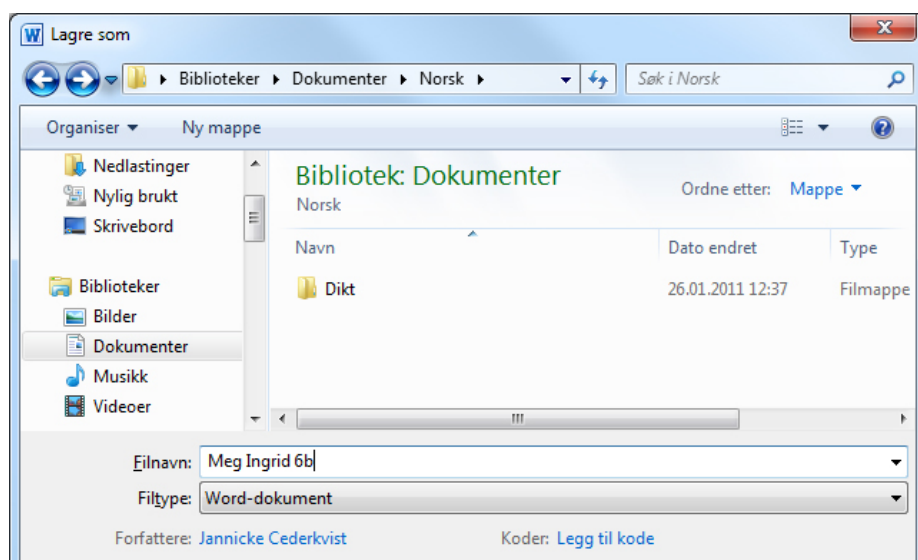 Lagre som
Biblioteker Dokumenter Norsk Søk i Norsk
Organiser Ny mappe
Nedlastinger
Nylig brukt
Skrivebord
Biblioteker
Bilder
Dokumenter
Musikk
Videoer
Bibliotek: Dokumenter
Norsk
Ordne etter: Mappe
Navn Dato endret Type
Dikt 26.01.2011 12:37 Filmappe
Filnavn: Meg Ingrid 6b
Filtype: Word-dokument
Forfattere: Jannicke Cederkvist Koder: Legg til kode